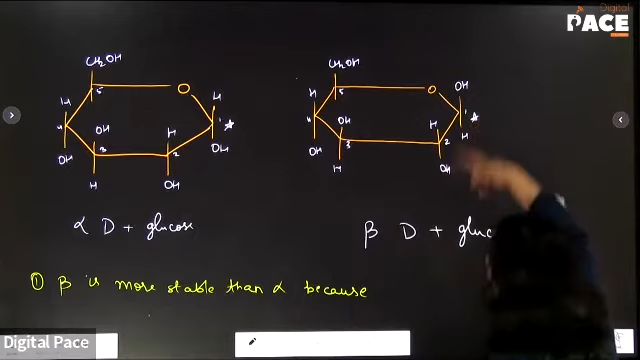 Digital
PACE
CH2OH
O
5
H
H
4
OH
1
H
OH
3
2
OH
H
OH
α D + glucose
CH2OH
O
OH
5
H
4
OH
H
1
H
OH
3
2
H
OH
β D +
① β is more stable than α because
Digital Pace